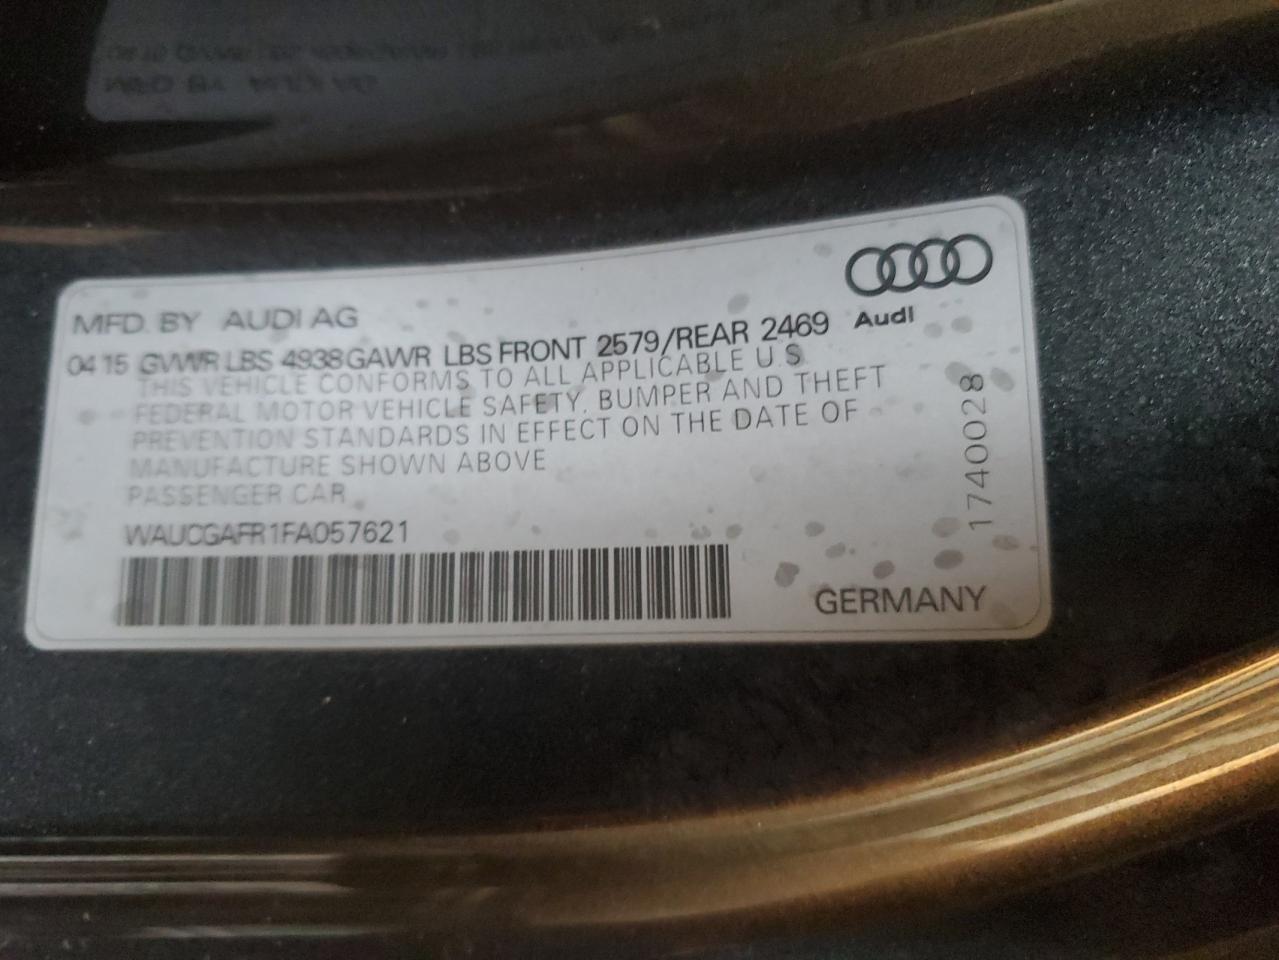 MFD. BY AUDI AG
Audi
04 15 GVWR LBS 4938 GAWR LBS FRONT 2579/REAR 2469
THIS VEHICLE CONFORMS TO ALL APPLICABLE U S
FEDERAL MOTOR VEHICLE SAFETY, BUMPER AND THEFT
PREVENTION STANDARDS IN EFFECT ON THE DATE OF
MANUFACTURE SHOWN ABOVE
PASSENGER CAR
WAUCGAFR1FA057621
GERMANY
17400028